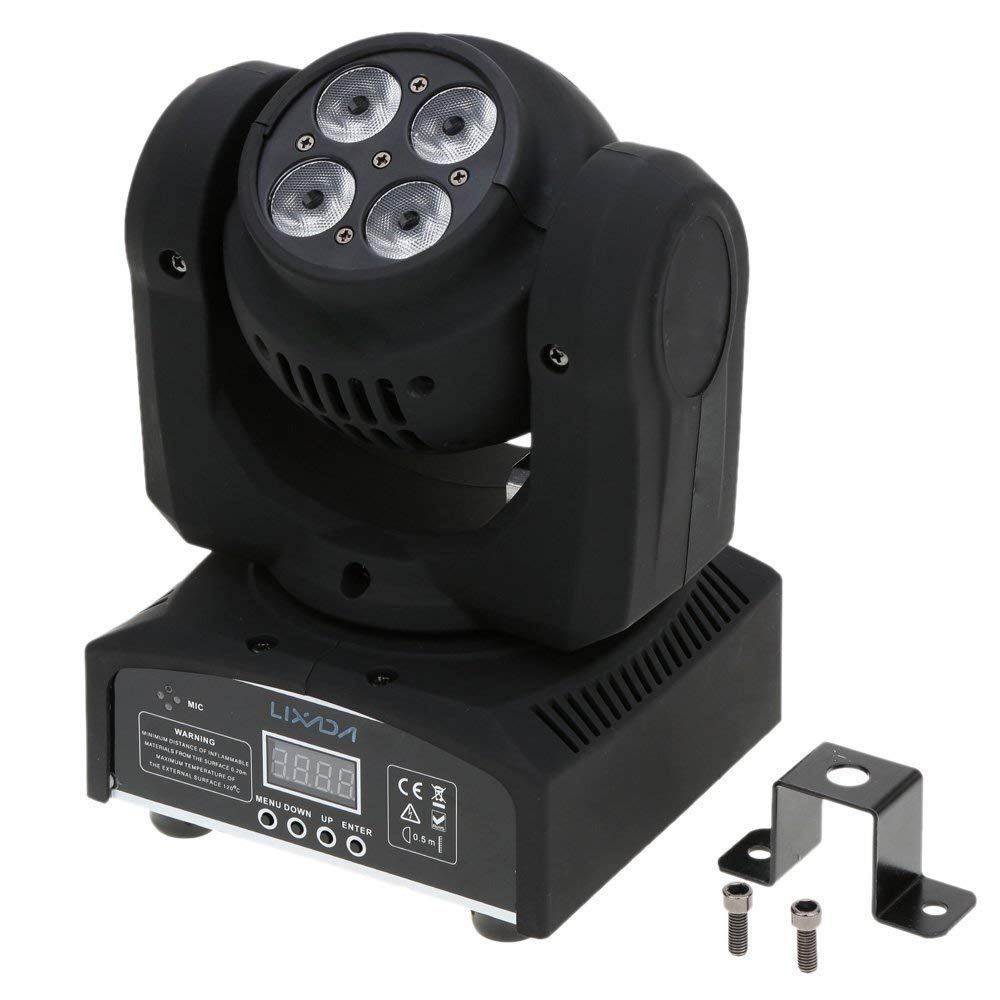 LIXADA
MIC
WARNING
MINIMUM DISTANCE OF INFLAMMABLE
MATERIALS FROM THE SURFACE 0.20m
MAXIMUM TEMPERATURE OF
THE EXTERNAL SURFACE 120°C
8.8.8.8.
MENU DOWN UP ENTER
CE
0.5m